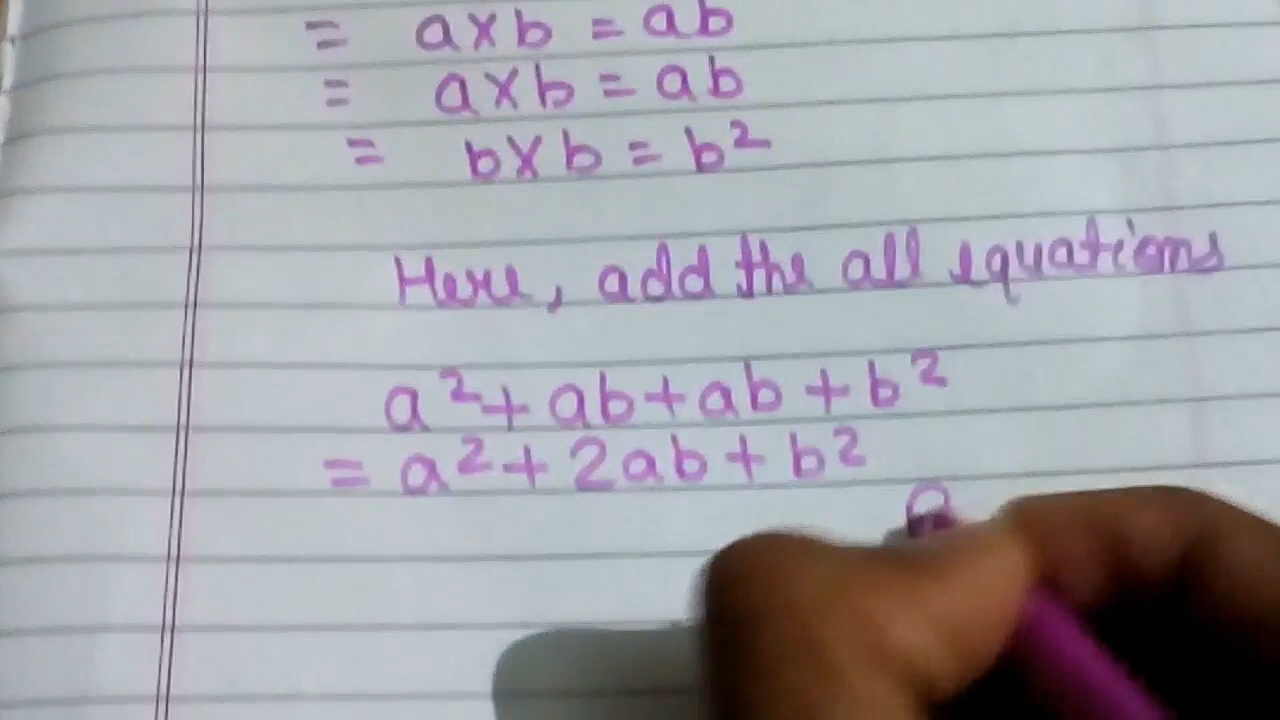 = a×b = ab
= a×b = ab
= b×b = b²
Here, add the all equations
a²+ab+ab+b²
= a²+2ab+b²